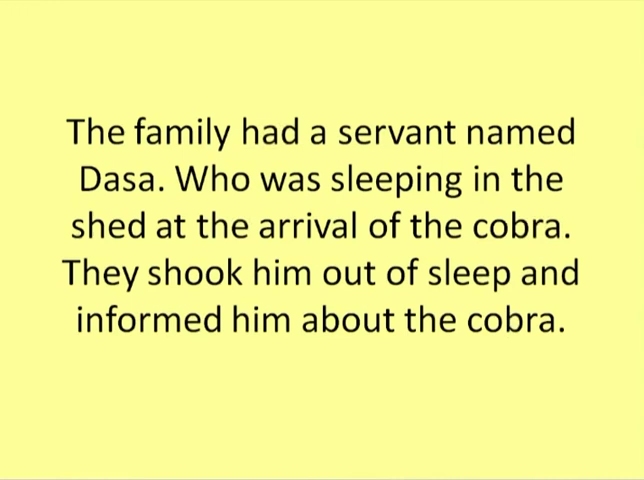 The family had a servant named
Dasa. Who was sleeping in the
shed at the arrival of the cobra.
They shook him out of sleep and
informed him about the cobra.